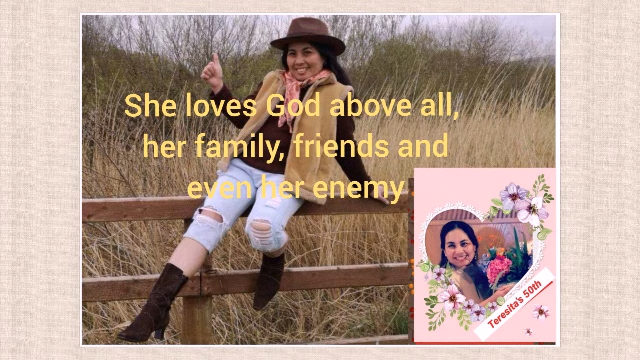 She loves God above all,
her family, friends and
even her enemy
Teresita's 50th